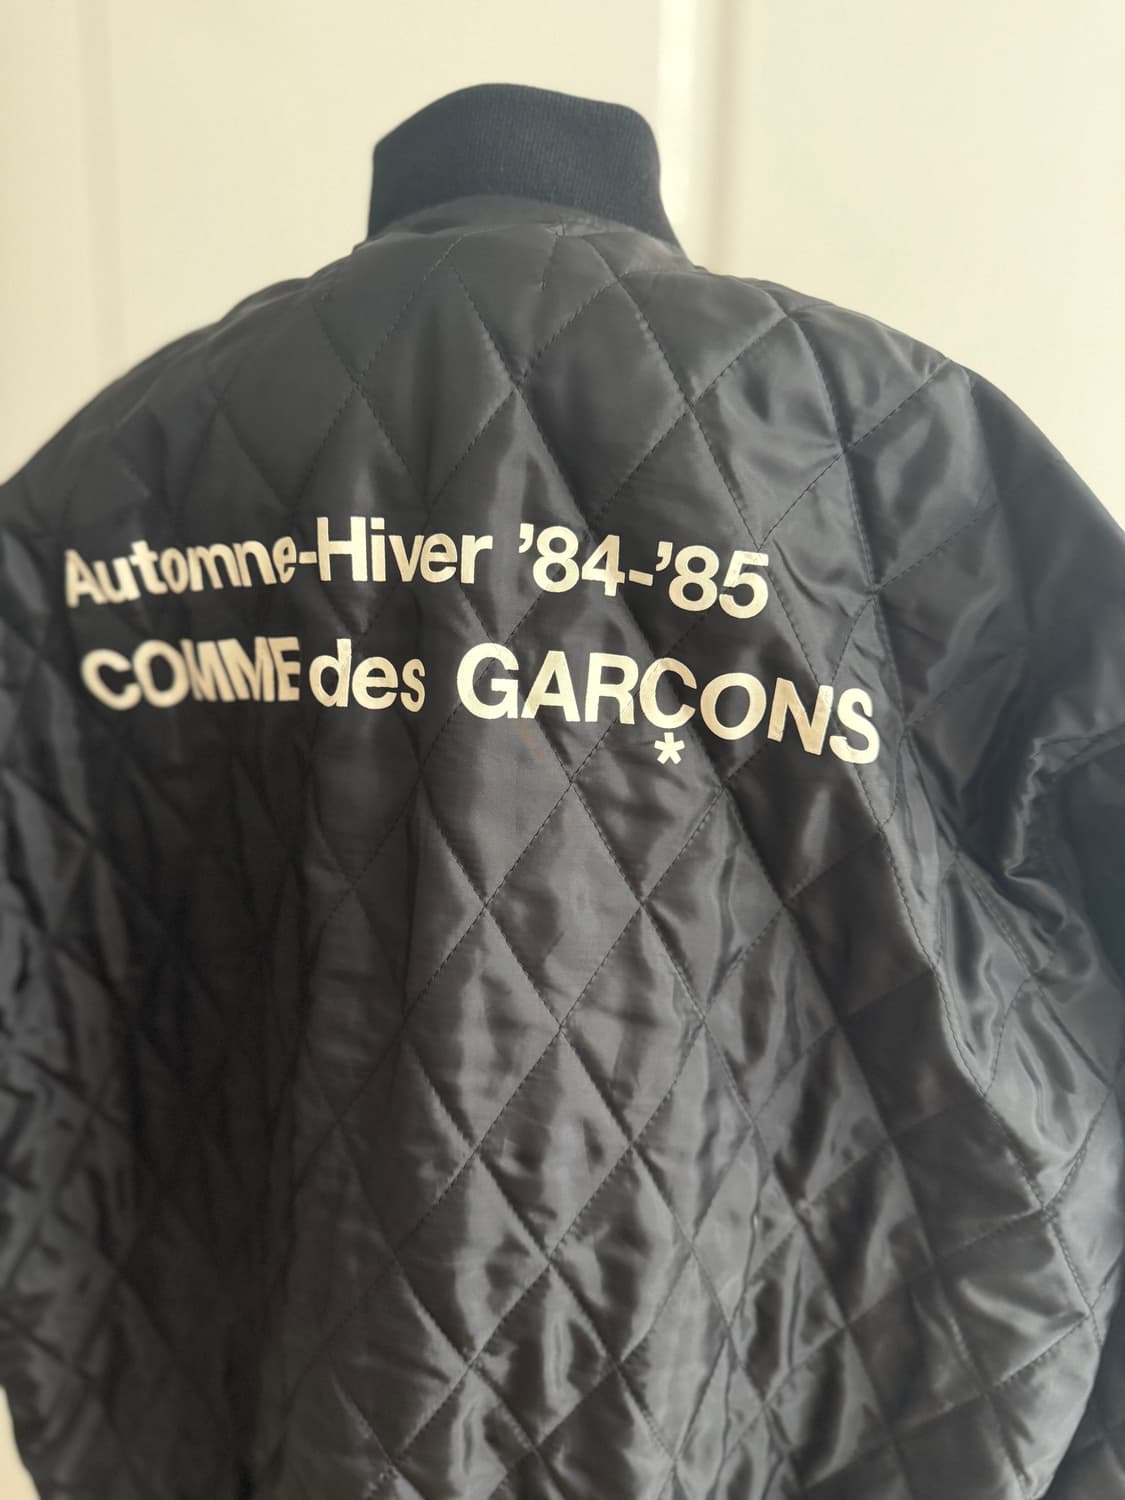 Automne-Hiver ’84-’85
COMME des GARÇONS
*